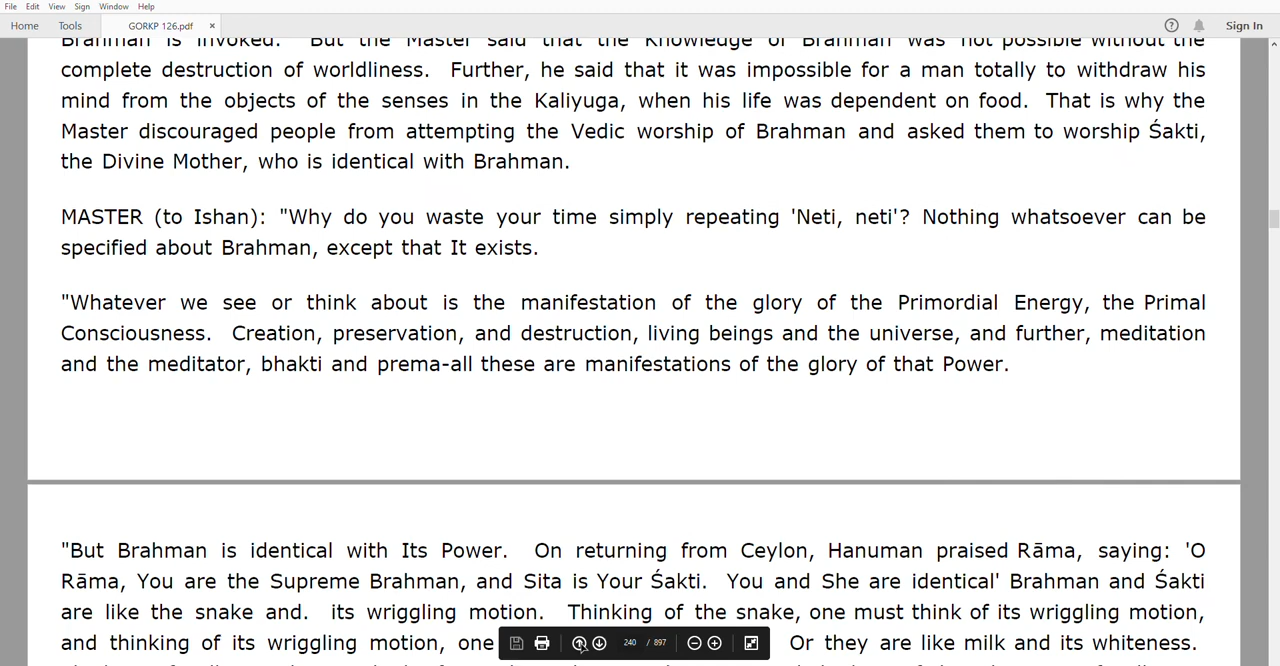 File Edit View Sign Window Help
Home Tools GORKP 126.pdf × Sign In
Brahman is invoked. But the Master said that the Knowledge of Brahman was not possible without the
complete destruction of worldliness. Further, he said that it was impossible for a man totally to withdraw his
mind from the objects of the senses in the Kaliyuga, when his life was dependent on food. That is why the
Master discouraged people from attempting the Vedic worship of Brahman and asked them to worship Śakti,
the Divine Mother, who is identical with Brahman.
MASTER (to Ishan): "Why do you waste your time simply repeating 'Neti, neti'? Nothing whatsoever can be
specified about Brahman, except that It exists.
"Whatever we see or think about is the manifestation of the glory of the Primordial Energy, the Primal
Consciousness. Creation, preservation, and destruction, living beings and the universe, and further, meditation
and the meditator, bhakti and prema-all these are manifestations of the glory of that Power.
"But Brahman is identical with Its Power. On returning from Ceylon, Hanuman praised Rāma, saying: 'O
Rāma, You are the Supreme Brahman, and Sita is Your Śakti. You and She are identical' Brahman and Śakti
are like the snake and. its wriggling motion. Thinking of the snake, one must think of its wriggling motion,
and thinking of its wriggling motion, one Or they are like milk and its whiteness.
240 / 897